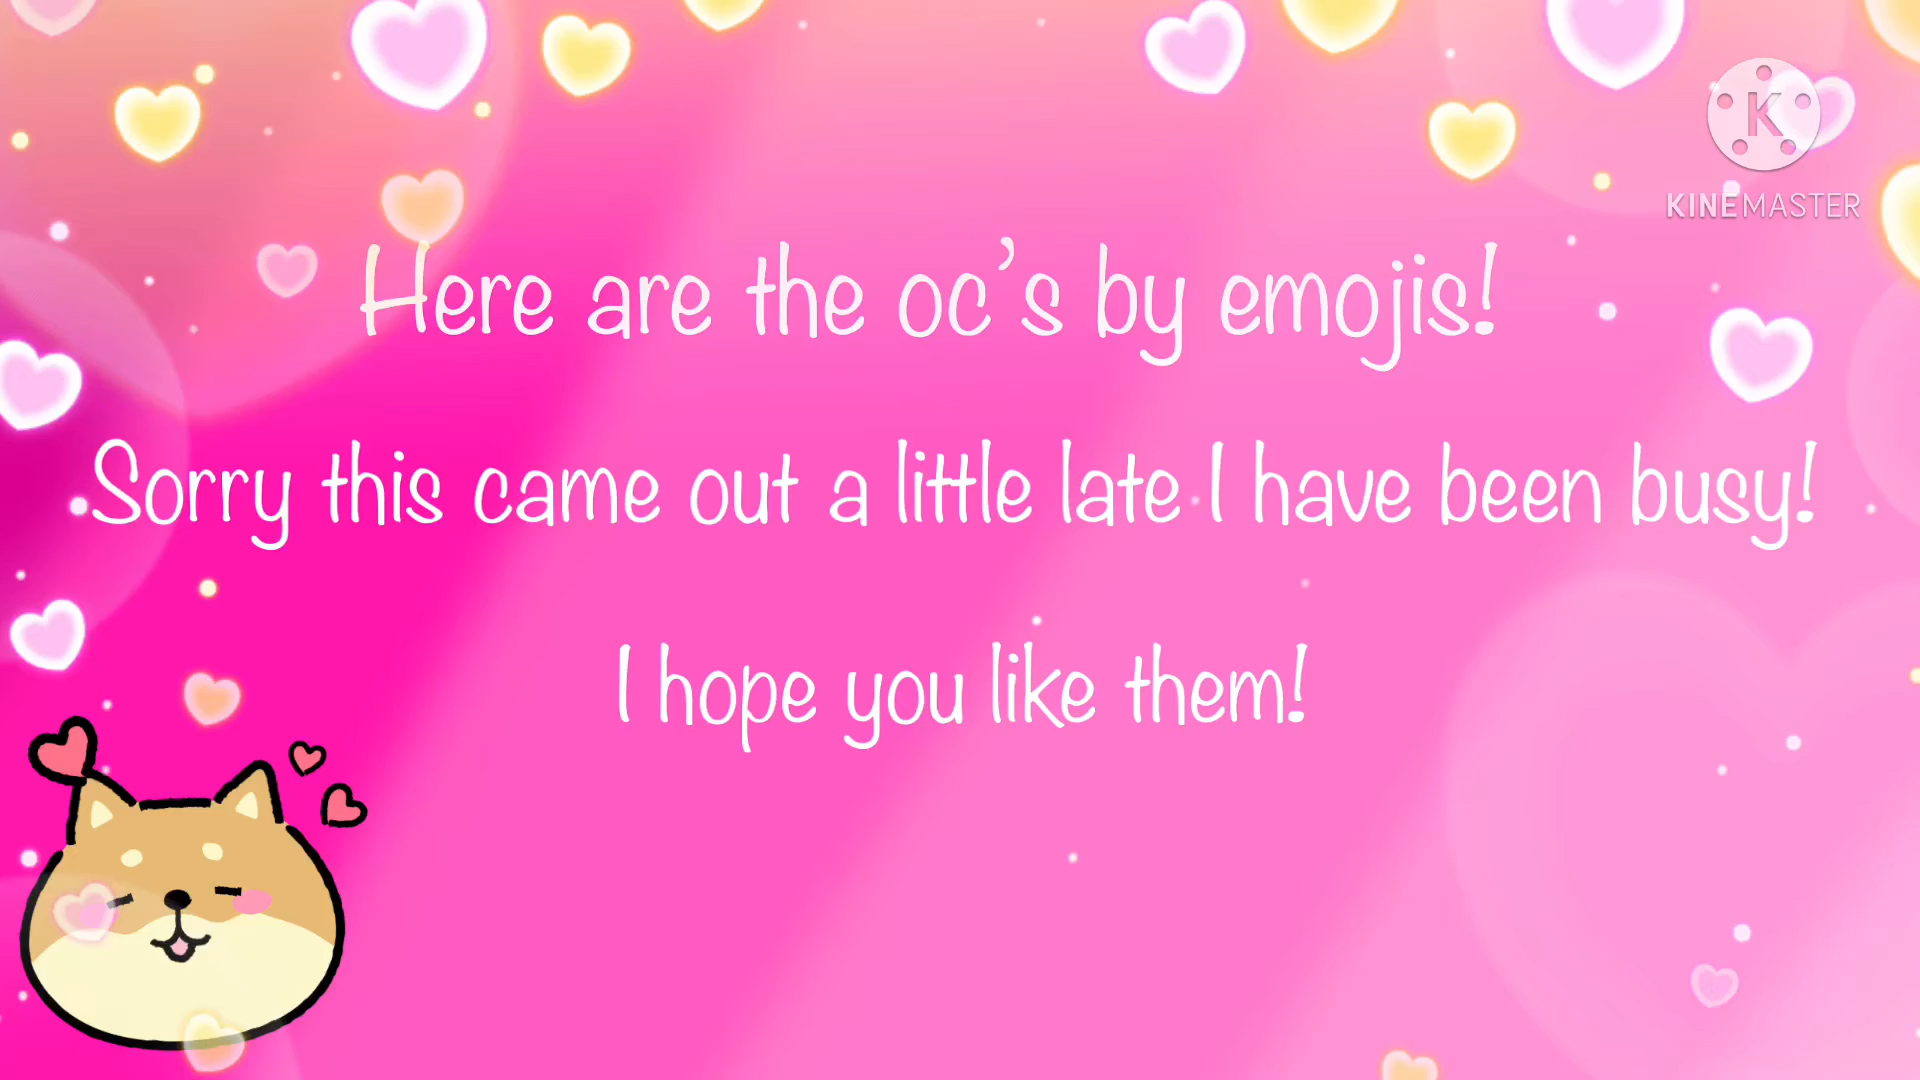 K
KINEMASTER
Here are the oc's by emojis!
Sorry this came out a little late I have been busy!
I hope you like them!